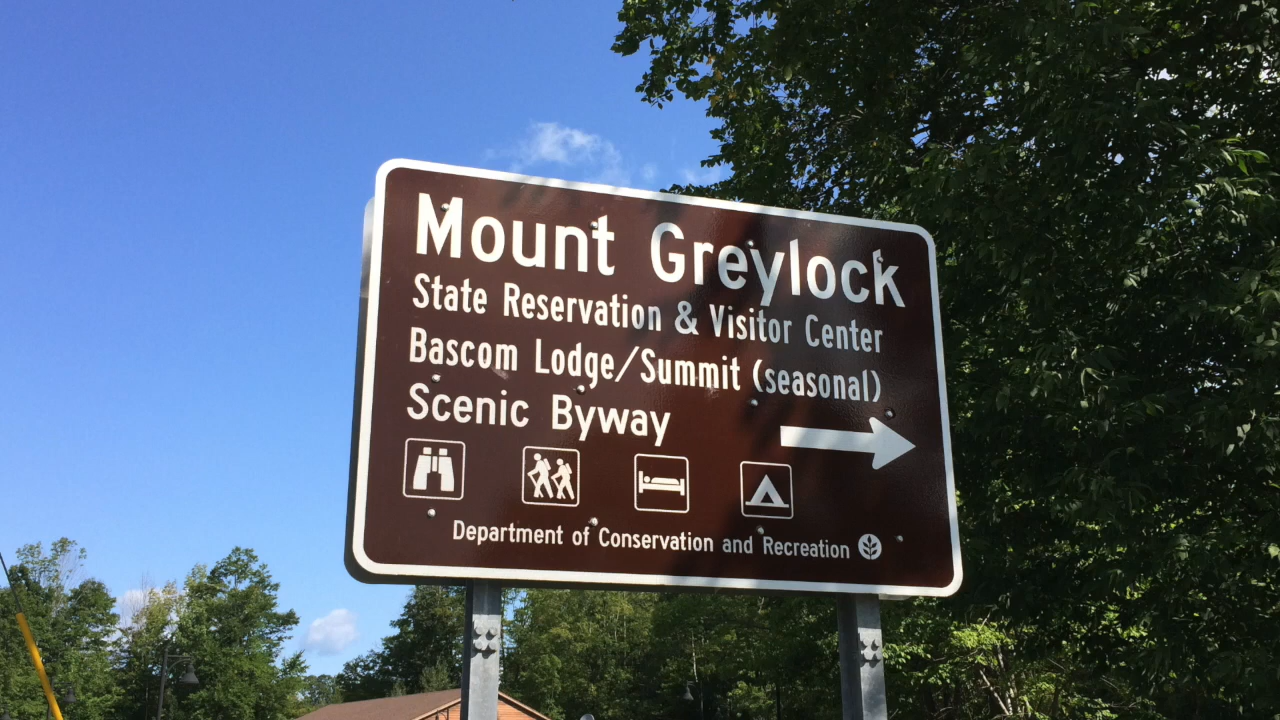 Mount Greylock
State Reservation & Visitor Center
Bascom Lodge/Summit (seasonal)
Scenic Byway
Department of Conservation and Recreation